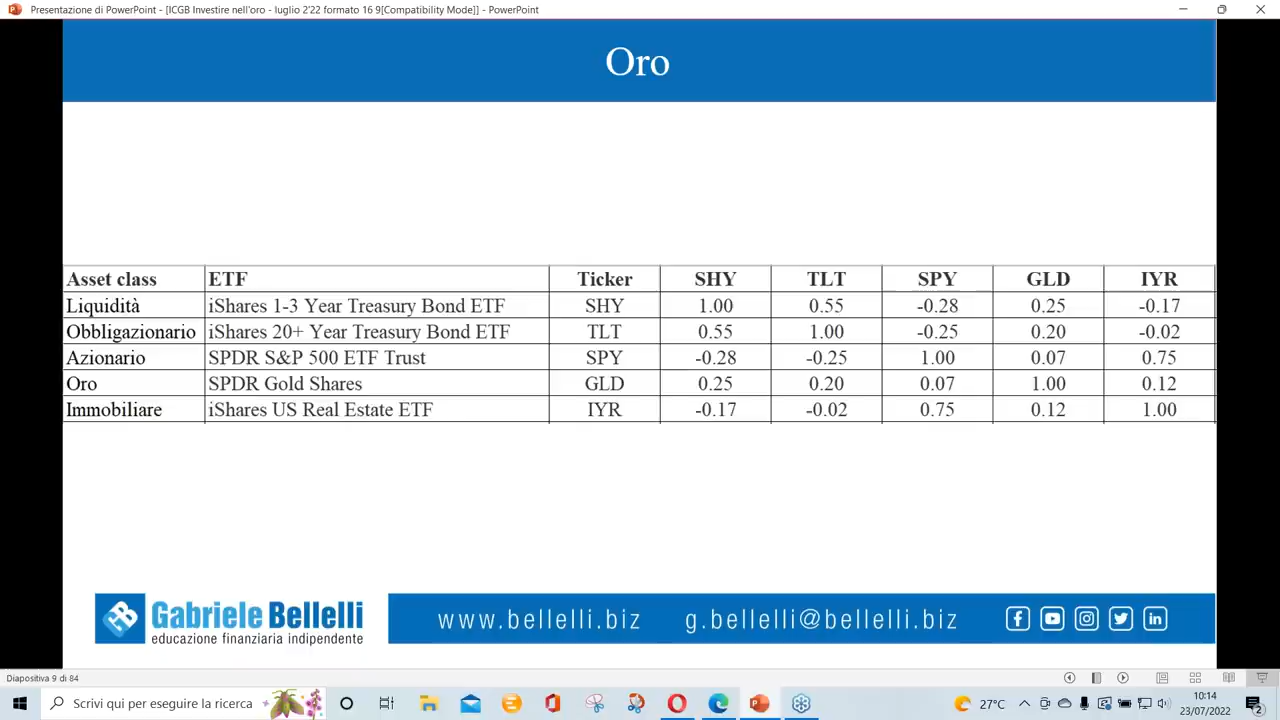 Presentazione di PowerPoint - [ICGB Investire nell'oro - luglio 2'22 formato 16 9[Compatibility Mode]] - PowerPoint
Oro
Asset class ETF Ticker SHY TLT SPY GLD IYR
Liquidità iShares 1-3 Year Treasury Bond ETF SHY 1.00 0.55 -0.28 0.25 -0.17
Obbligazionario iShares 20+ Year Treasury Bond ETF TLT 0.55 1.00 -0.25 0.20 -0.02
Azionario SPDR S&P 500 ETF Trust SPY -0.28 -0.25 1.00 0.07 0.75
Oro SPDR Gold Shares GLD 0.25 0.20 0.07 1.00 0.12
Immobiliare iShares US Real Estate ETF IYR -0.17 -0.02 0.75 0.12 1.00
Gabriele Bellelli
educazione finanziaria indipendente
www.bellelli.biz g.bellelli@bellelli.biz
Diapositiva 9 di 84
Scrivi qui per eseguire la ricerca
27°C
10:14
23/07/2022
2